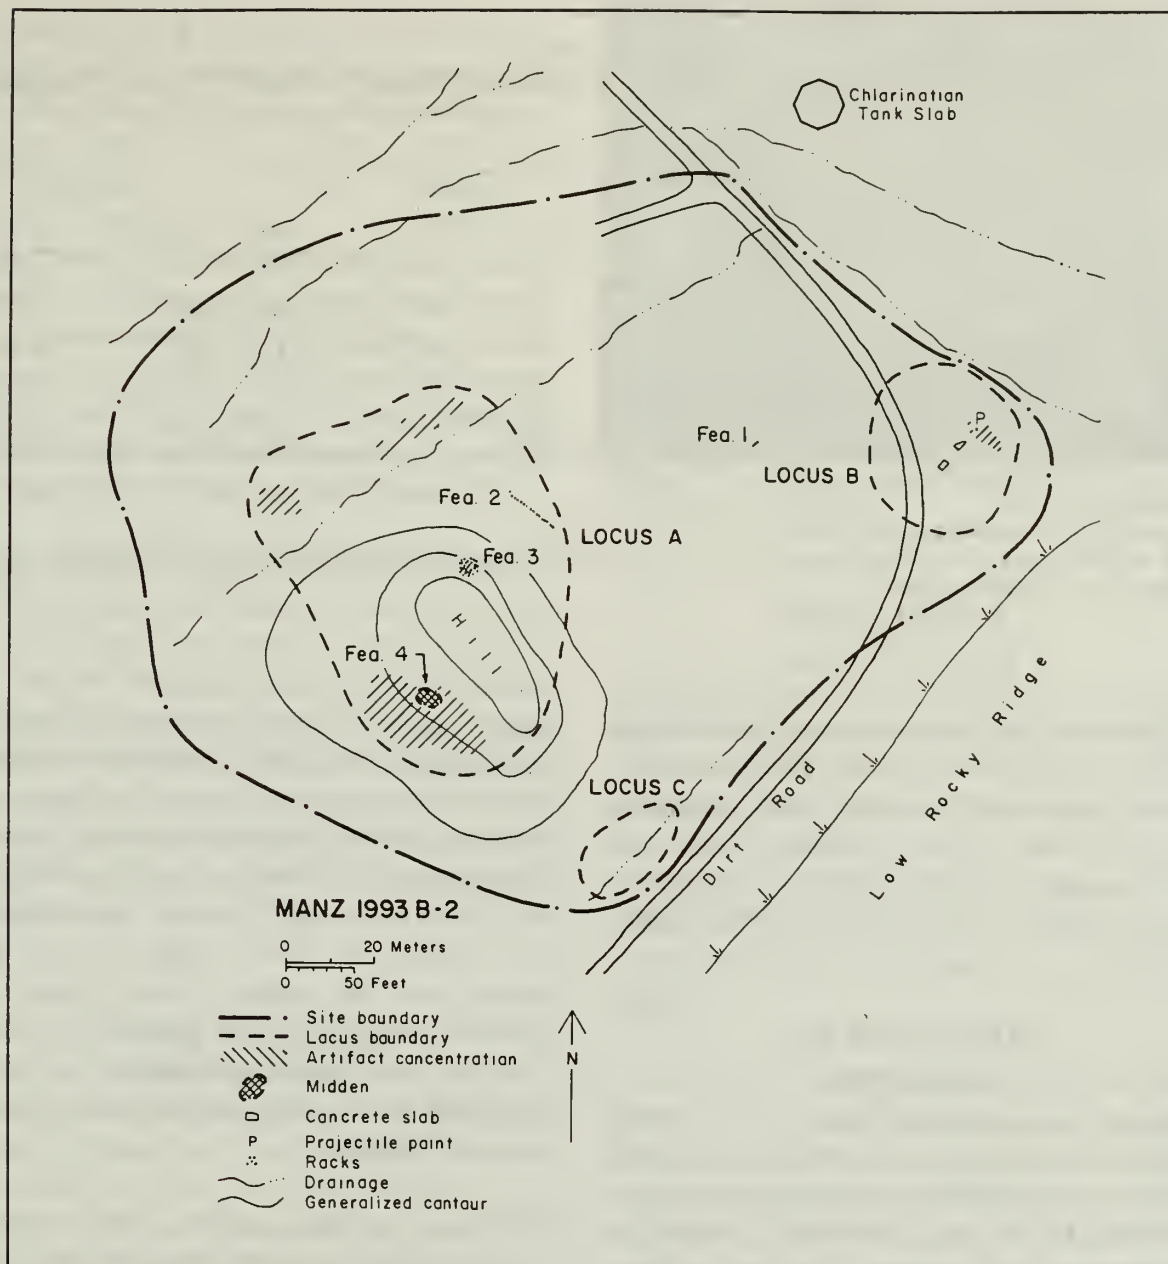 Chlarinatian
Tank Slab
P
Fea. 1
LOCUS B
Fea. 2
LOCUS A
Fea. 3
HILL
Fea. 4
LOCUS C
Dirt Road
Low Rocky Ridge
MANZ 1993 B-2
0 20 Meters
0 50 Feet
Site baundary
Lacus baundary
Artifact cancentratian
Midden
Cancrete slab
P Prajectile paint
Racks
Drainage
Generalized cantaur
N